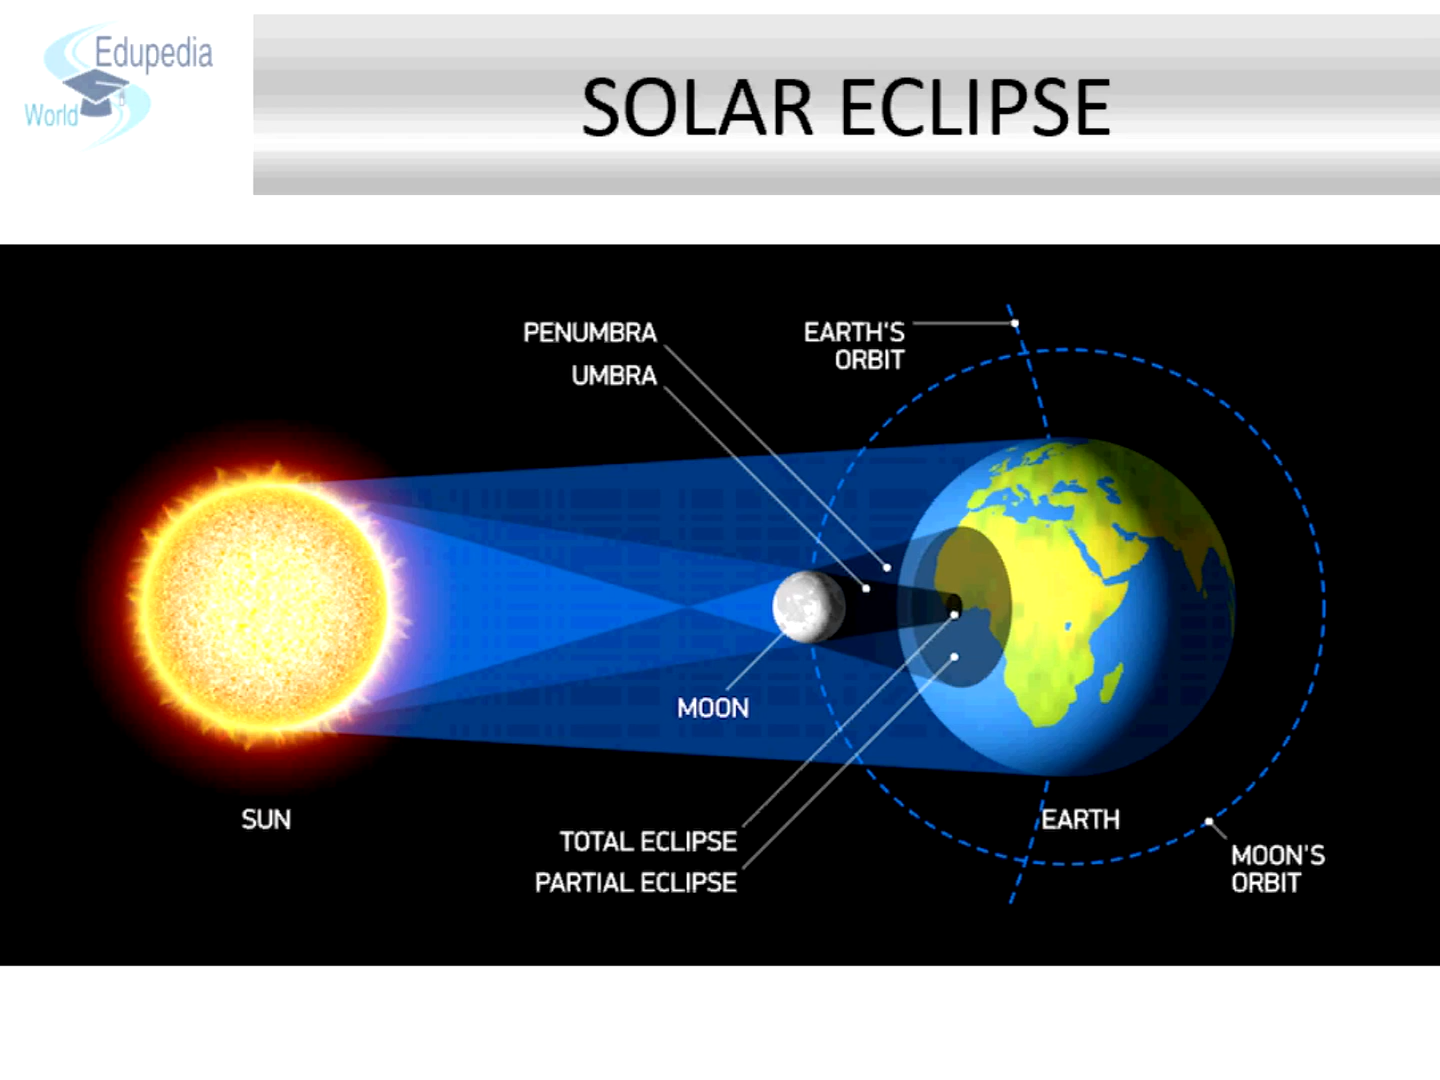 Edupedia
World
SOLAR ECLIPSE
PENUMBRA
UMBRA
EARTH'S
ORBIT
MOON
SUN
EARTH
TOTAL ECLIPSE
PARTIAL ECLIPSE
MOON'S
ORBIT